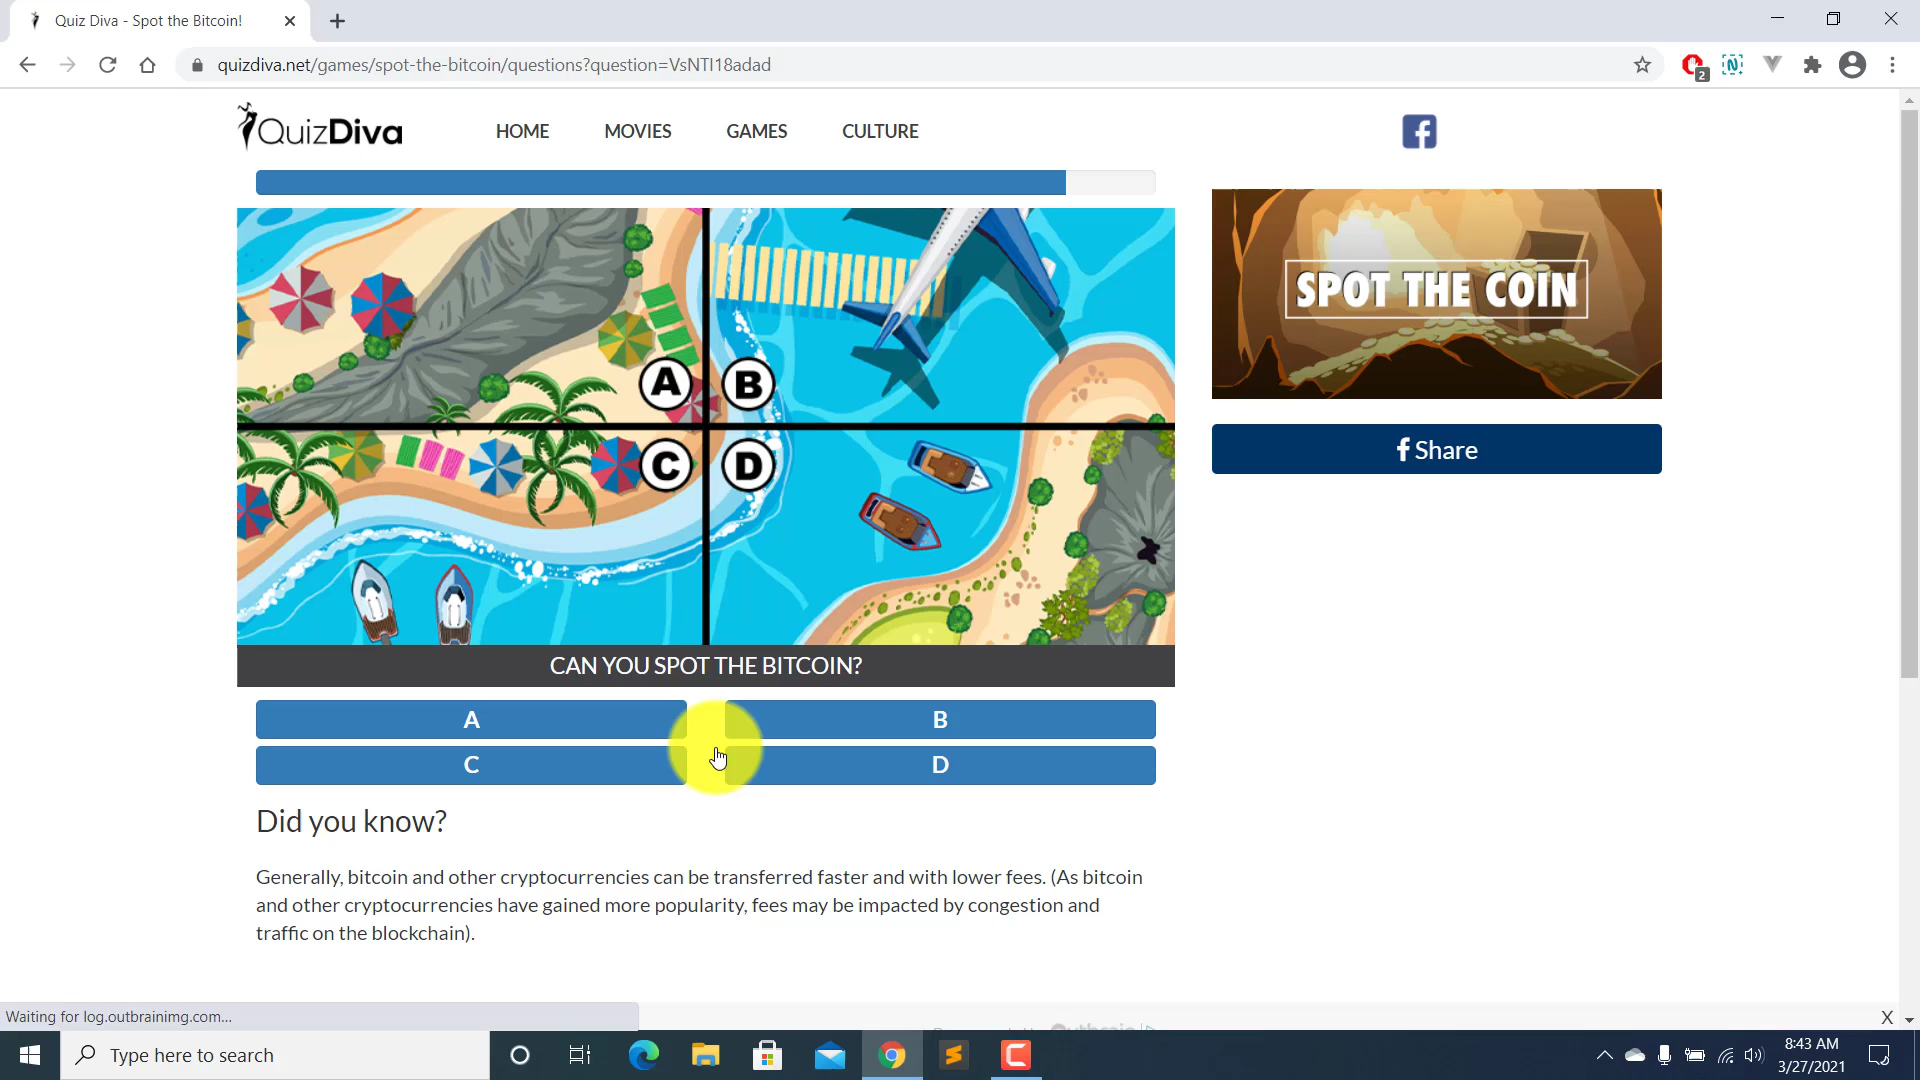 Quiz Diva - Spot the Bitcoin!
quizdiva.net/games/spot-the-bitcoin/questions?question=VsNTI18adad
2
QuizDiva
HOME
MOVIES
GAMES
CULTURE
SPOT THE COIN
A
B
C
D
Share
CAN YOU SPOT THE BITCOIN?
A
B
C
D
Did you know?
Generally, bitcoin and other cryptocurrencies can be transferred faster and with lower fees. (As bitcoin
and other cryptocurrencies have gained more popularity, fees may be impacted by congestion and
traffic on the blockchain).
Waiting for log.outbrainimg.com...
X
Type here to search
8:43 AM
3/27/2021